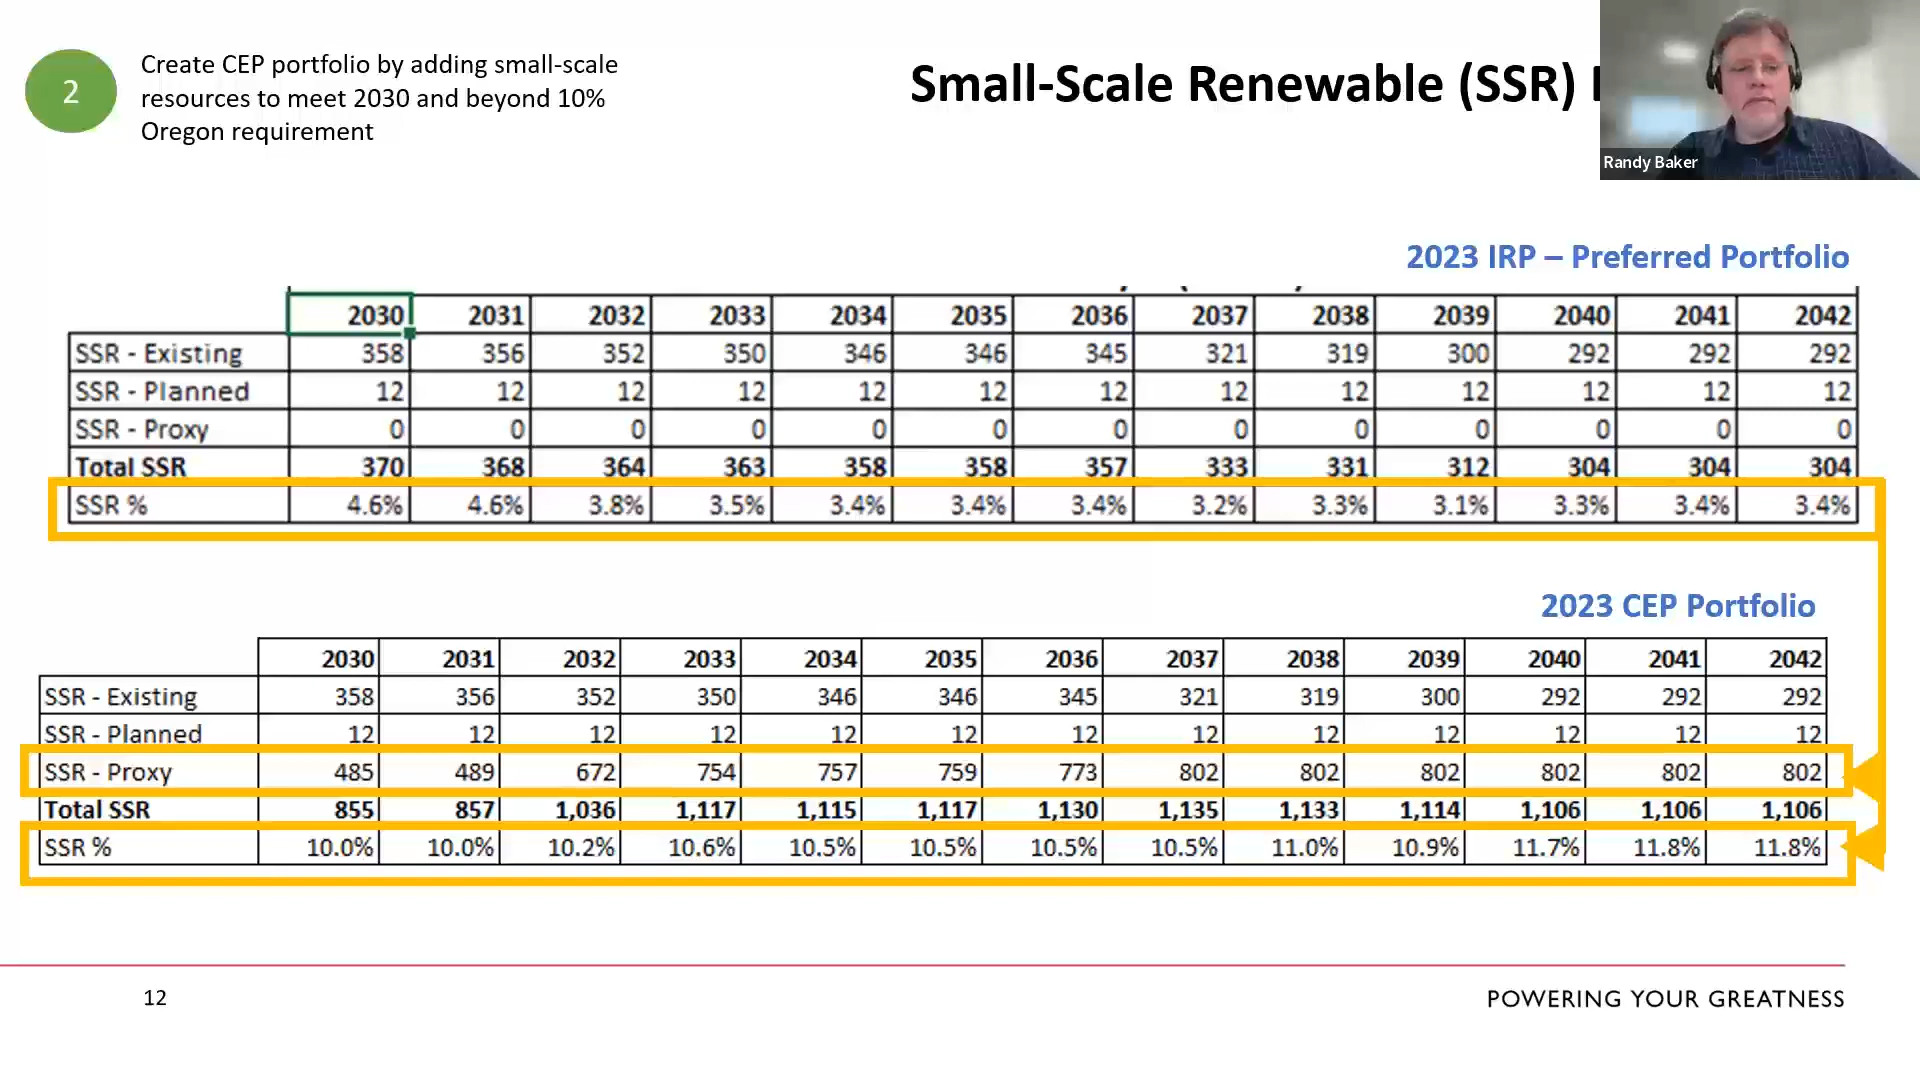 2
Create CEP portfolio by adding small-scale
resources to meet 2030 and beyond 10%
Oregon requirement
Small-Scale Renewable (SSR)
Randy Baker
2023 IRP – Preferred Portfolio
2030 2031 2032 2033 2034 2035 2036 2037 2038 2039 2040 2041 2042
SSR - Existing 358 356 352 350 346 346 345 321 319 300 292 292 292
SSR - Planned 12 12 12 12 12 12 12 12 12 12 12 12 12
SSR - Proxy 0 0 0 0 0 0 0 0 0 0 0 0 0
Total SSR 370 368 364 363 358 358 357 333 331 312 304 304 304
SSR % 4.6% 4.6% 3.8% 3.5% 3.4% 3.4% 3.4% 3.2% 3.3% 3.1% 3.3% 3.4% 3.4%
2023 CEP Portfolio
2030 2031 2032 2033 2034 2035 2036 2037 2038 2039 2040 2041 2042
SSR - Existing 358 356 352 350 346 346 345 321 319 300 292 292 292
SSR - Planned 12 12 12 12 12 12 12 12 12 12 12 12 12
SSR - Proxy 485 489 672 754 757 759 773 802 802 802 802 802 802
Total SSR 855 857 1,036 1,117 1,115 1,117 1,130 1,135 1,133 1,114 1,106 1,106 1,106
SSR % 10.0% 10.0% 10.2% 10.6% 10.5% 10.5% 10.5% 10.5% 11.0% 10.9% 11.7% 11.8% 11.8%
12
POWERING YOUR GREATNESS